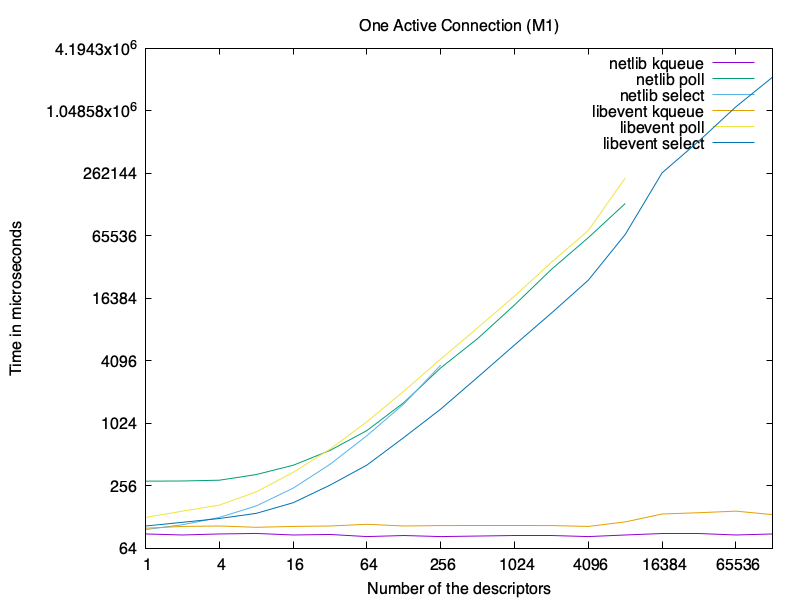 One Active Connection (M1)
4.1943x10^6
1.04858x10^6
262144
65536
16384
4096
1024
256
64
Time in microseconds
netlib kqueue
netlib poll
netlib select
libevent kqueue
libevent poll
libevent select
1 4 16 64 256 1024 4096 16384 65536
Number of the descriptors